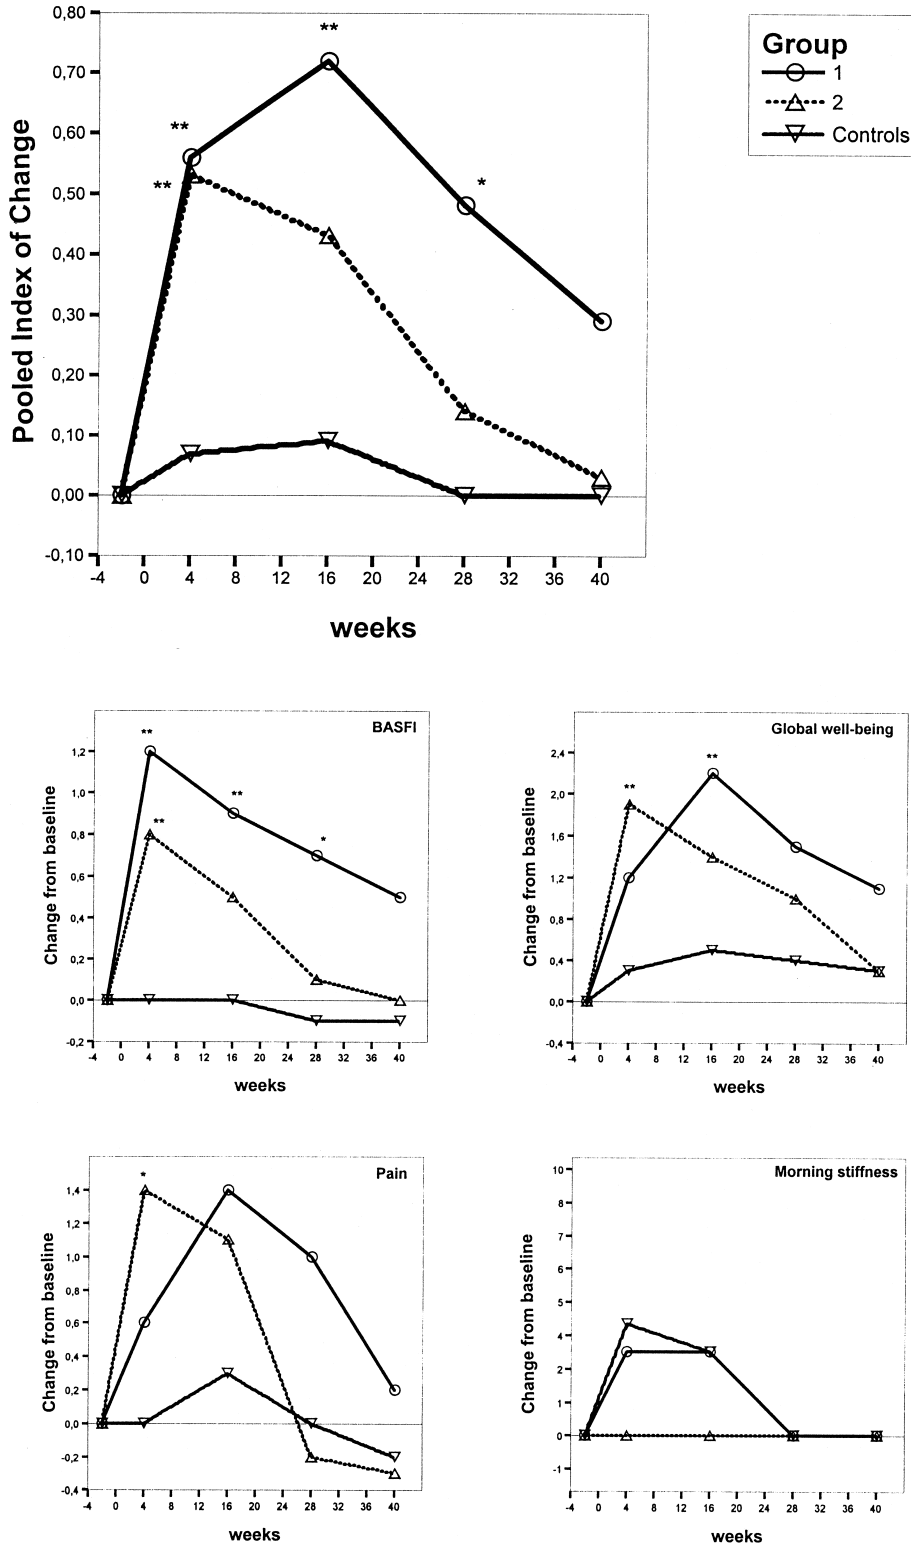 0,80
0,70
0,60
0,50
0,40
0,30
0,20
0,10
0,00
-0,10
Pooled Index of Change
**
**
**
*
-4 0 4 8 12 16 20 24 28 32 36 40
weeks
Group
1
2
Controls
BASFI
1,2
1,0
0,8
0,6
0,4
0,2
0,0
-0,2
Change from baseline
**
**
**
*
-4 0 4 8 12 16 20 24 28 32 36 40
weeks
Global well-being
2,4
2,0
1,6
1,2
0,8
0,4
0,0
-0,4
Change from baseline
**
**
-4 0 4 8 12 16 20 24 28 32 36 40
weeks
Pain
1,4
1,2
1,0
0,8
0,6
0,4
0,2
0,0
-0,2
-0,4
Change from baseline
*
-4 0 4 8 12 16 20 24 28 32 36 40
weeks
Morning stiffness
10
8
7
6
5
4
2
1
0
-1
Change from baseline
-4 0 4 8 12 16 20 24 28 32 36 40
weeks